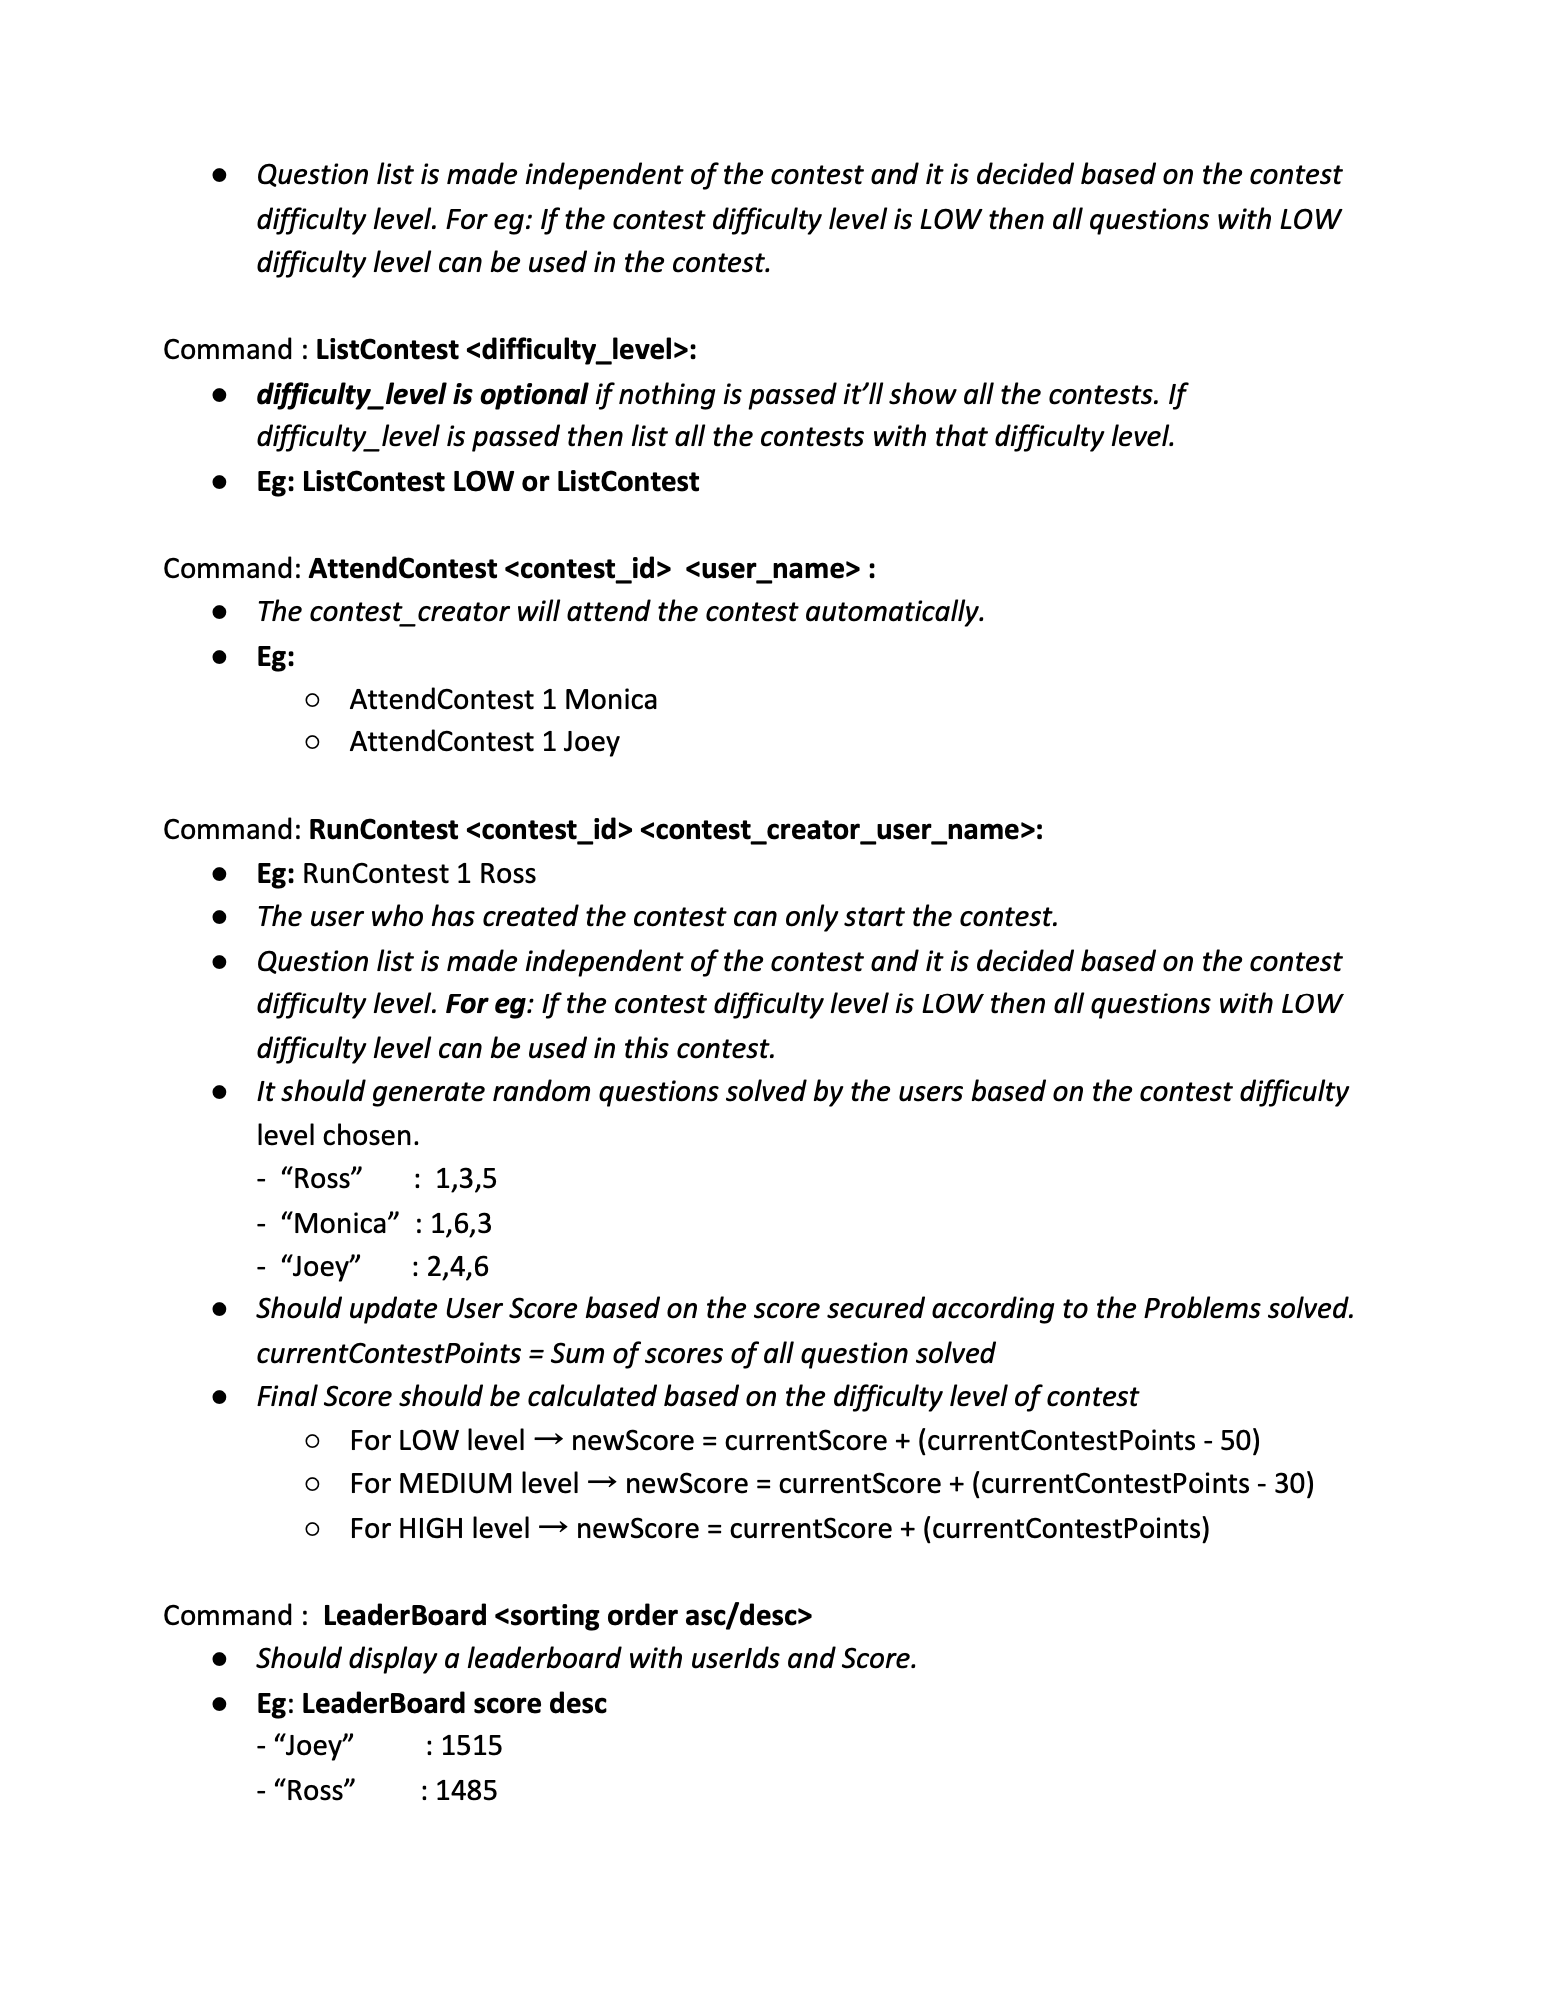 ● Question list is made independent of the contest and it is decided based on the contest
difficulty level. For eg: If the contest difficulty level is LOW then all questions with LOW
difficulty level can be used in the contest.
Command : ListContest <difficulty_level>:
● difficulty_level is optional if nothing is passed it’ll show all the contests. If
difficulty_level is passed then list all the contests with that difficulty level.
● Eg: ListContest LOW or ListContest
Command: AttendContest <contest_id>  <user_name> :
● The contest_creator will attend the contest automatically.
● Eg:
○ AttendContest 1 Monica
○ AttendContest 1 Joey
Command: RunContest <contest_id> <contest_creator_user_name>:
● Eg: RunContest 1 Ross
● The user who has created the contest can only start the contest.
● Question list is made independent of the contest and it is decided based on the contest
difficulty level. For eg: If the contest difficulty level is LOW then all questions with LOW
difficulty level can be used in this contest.
● It should generate random questions solved by the users based on the contest difficulty
level chosen.
- “Ross” : 1,3,5
- “Monica” : 1,6,3
- “Joey” : 2,4,6
● Should update User Score based on the score secured according to the Problems solved.
currentContestPoints = Sum of scores of all question solved
● Final Score should be calculated based on the difficulty level of contest
○ For LOW level → newScore = currentScore + (currentContestPoints - 50)
○ For MEDIUM level → newScore = currentScore + (currentContestPoints - 30)
○ For HIGH level → newScore = currentScore + (currentContestPoints)
Command : LeaderBoard <sorting order asc/desc>
● Should display a leaderboard with userIds and Score.
● Eg: LeaderBoard score desc
- “Joey” : 1515
- “Ross” : 1485